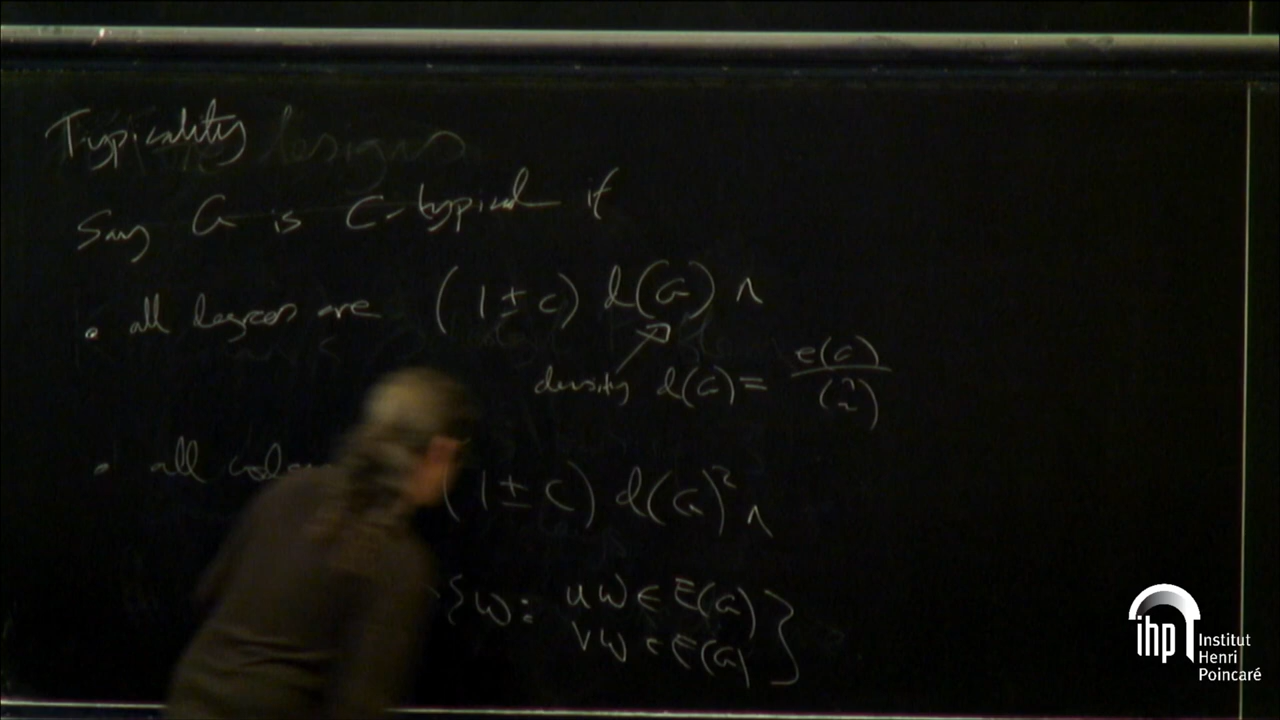 Typicality
designs
Say G is c-typical if
• all degrees are (1 ± c) d(G) n
density d(G) = e(G) / (n 2)
• all (1 ± c) d(G)² n
{ w : uw ∈ E(G)
vw ∈ E(G) }
ihp Institut
Henri
Poincaré